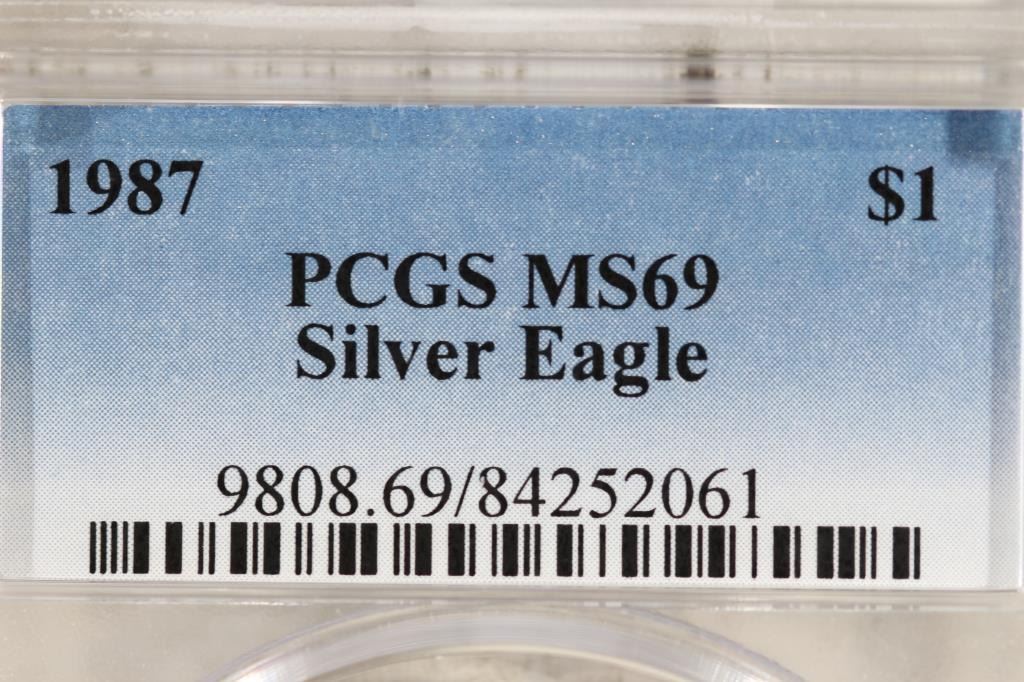 1987 $1
PCGS MS69
Silver Eagle
9808.69/84252061